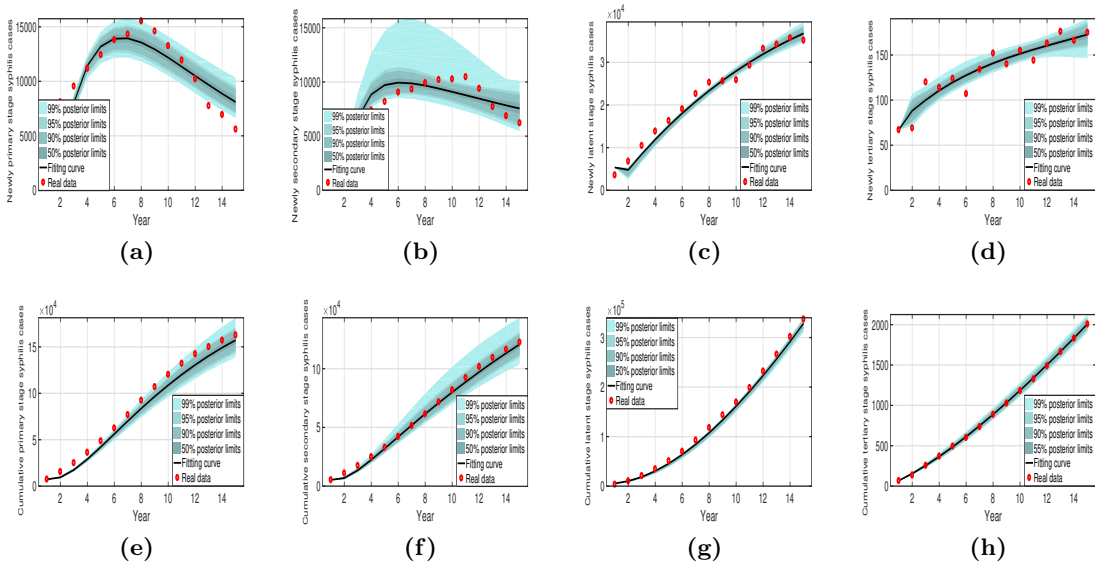 Newly primary stage syphilis cases
15000
10000
5000
0
99% posterior limits
95% posterior limits
90% posterior limits
50% posterior limits
Fiiltng curve
Real data
2 4 6 8 10 12 14
Year
(a)
Newly secondary stage syphilis cases
15000
10000
5000
0
99% posterior limits
95% posterior limits
90% posterior limits
50% posterior limits
Fitting curve
Real data
2 4 6 8 10 12 14
Year
(b)
Newly latent stage syphilis cases
×10^4
3
2
1
0
99% posterior limits
95% posterior limits
90% posterior limits
50% posterior limits
Fitting curve
Real data
2 4 6 8 10 12 14
Year
(c)
Newly tertiary stage syphilis cases
150
100
50
0
99% posterior limits
95% posterior limits
90% posterior limits
50% posterior limits
Fitting curve
Real data
2 4 6 8 10 12 14
Year
(d)
Cumulative primary stage syphilis cases
×10^4
15
10
5
0
99% posterior limits
95% posterior limits
90% posterior limits
50% posterior limits
Fittting curve
Real data
2 4 6 8 10 12 14
Year
(e)
Cumulative secondary stage syphilis cases
×10^4
10
5
0
99% posterior limits
95% posterior limits
90% posterior limits
50% posterior limits
Fittting curve
Real data
2 4 6 8 10 12 14
Year
(f)
Cumulative latent stage syphilis cases
×10^5
3
2
1
0
99% posterior limits
95% posterior limits
90% posterior limits
50% posterior limits
Fitting curve
Real data
2 4 6 8 10 12 14
Year
(g)
Cumulative tertiary stage syphilis cases
2000
1500
1000
500
0
99% posterior limits
95% posterior limits
90% posterior limits
55% posterior limits
Fittting curve
Real data
2 4 6 8 10 12 14
Year
(h)